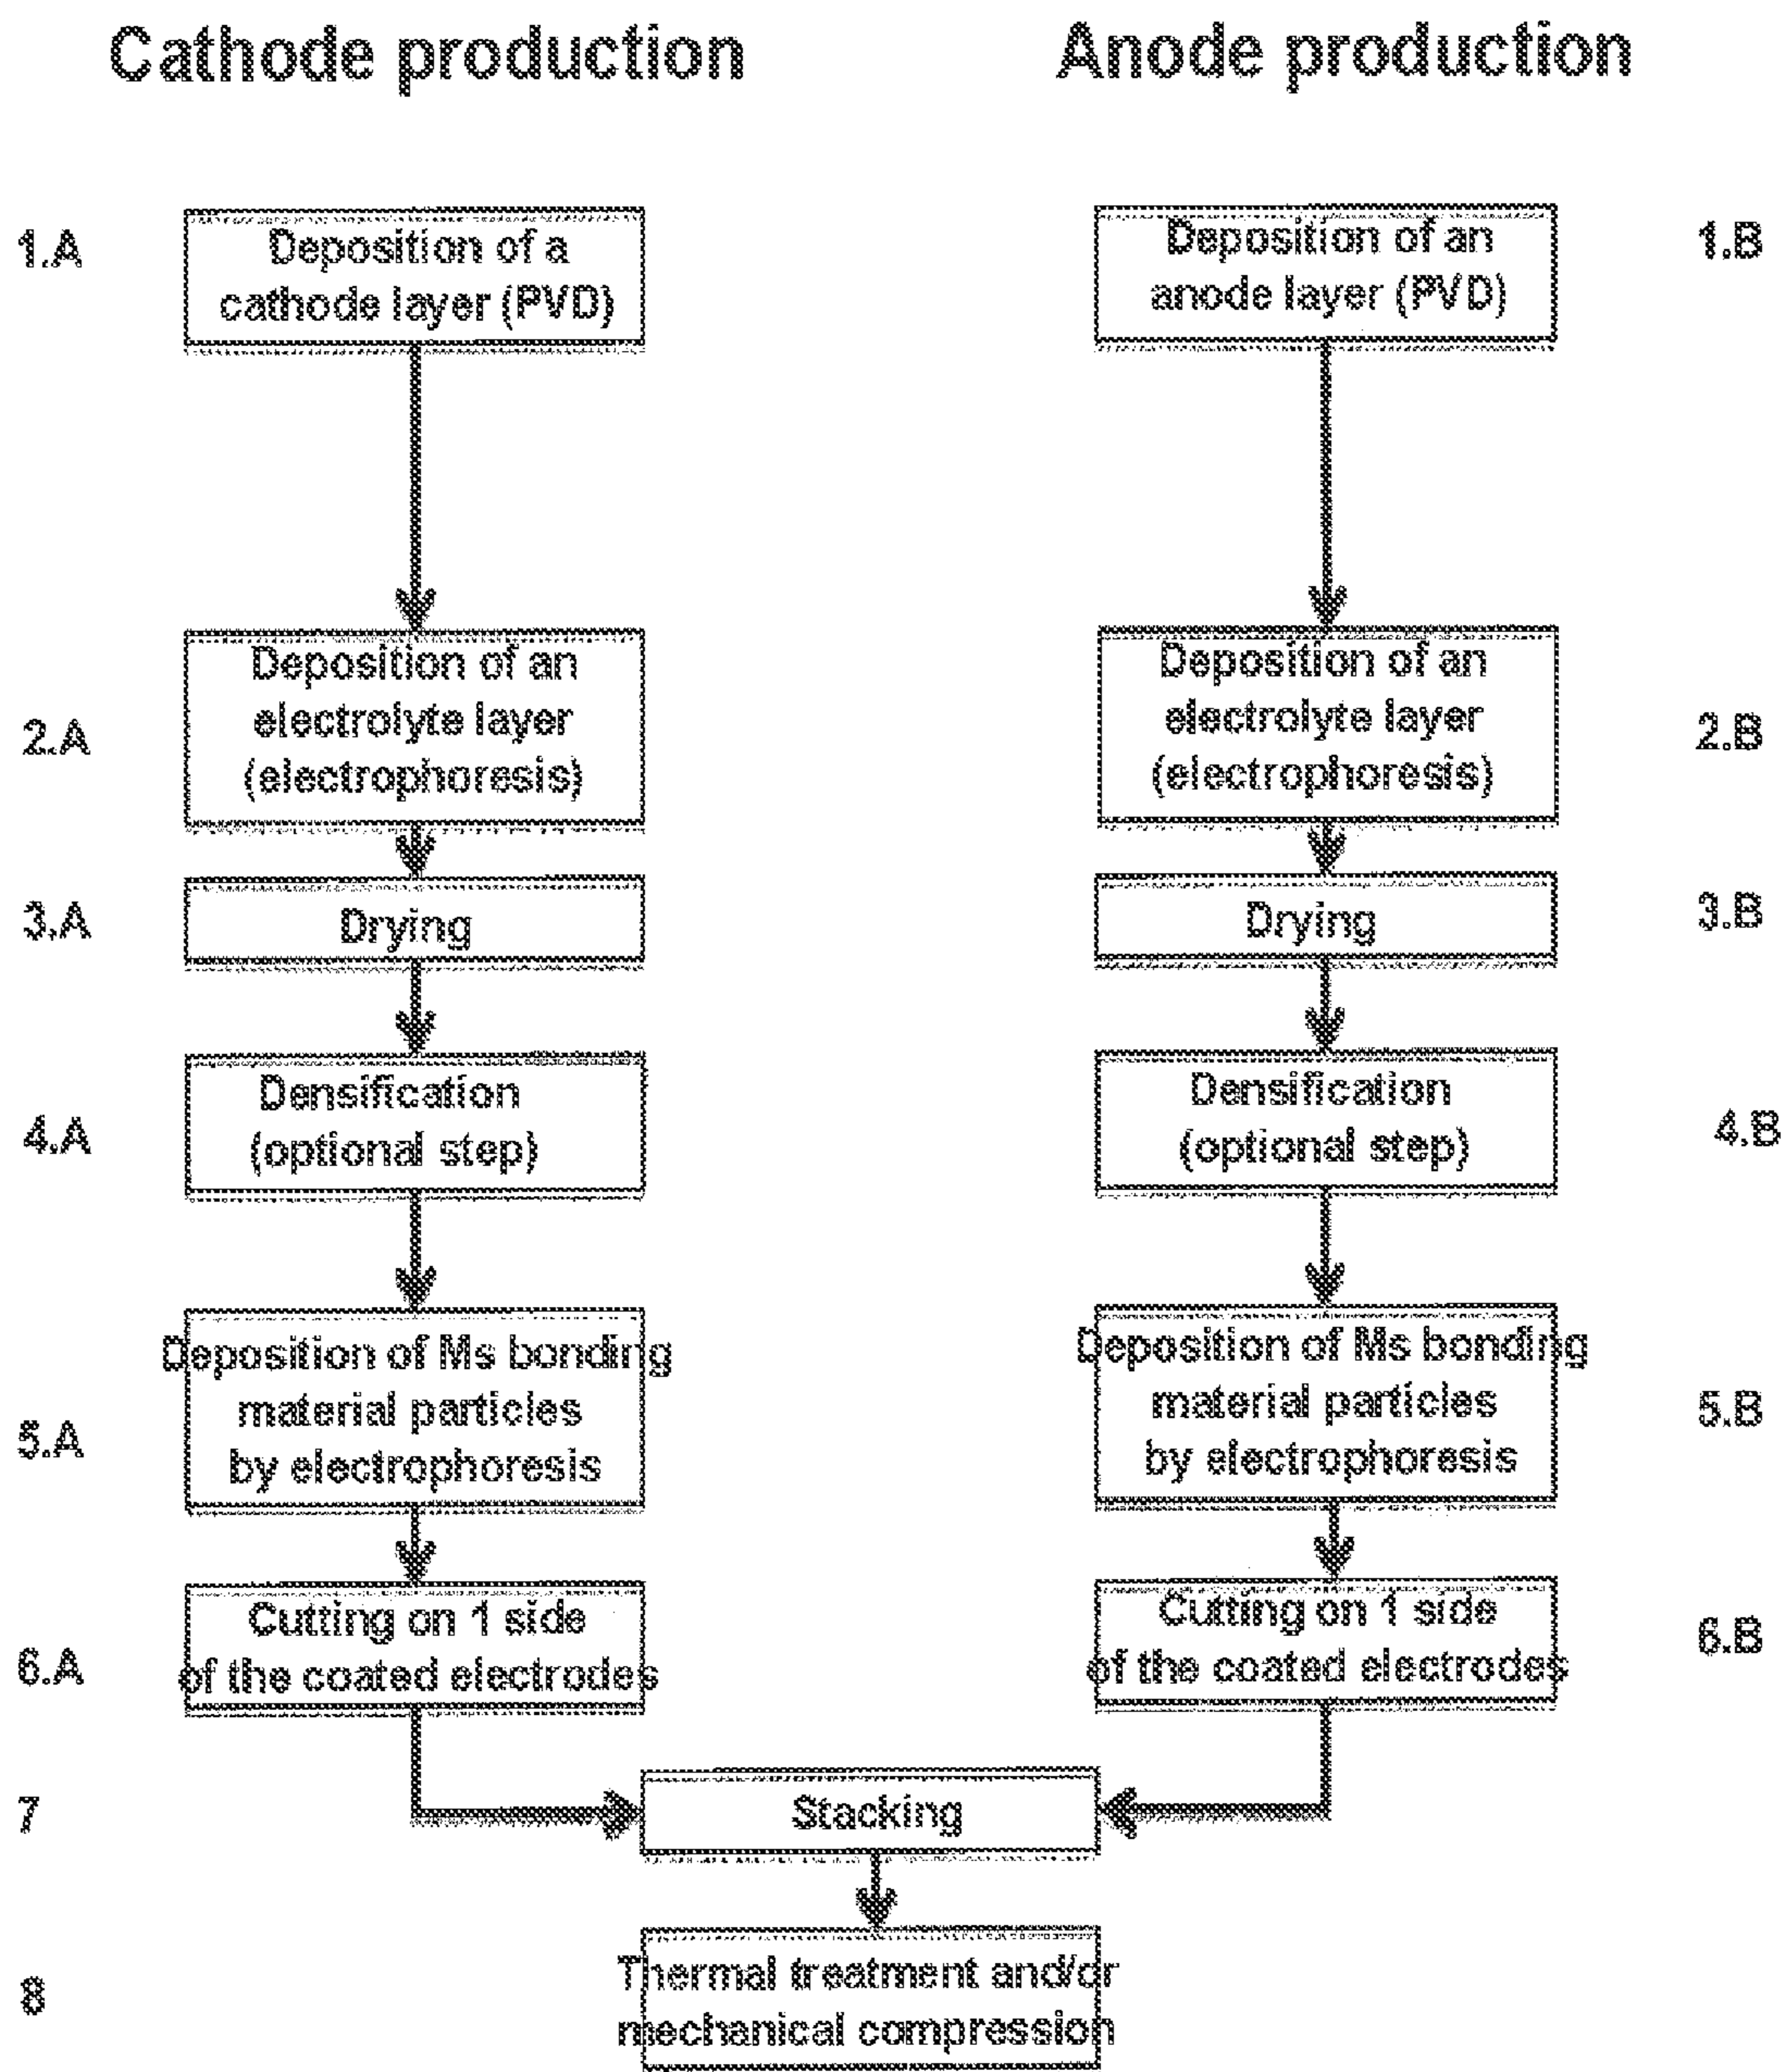 Cathode production
Anode production
1.A
Deposition of a
cathode layer (PVD)
Deposition of an
anode layer (PVD)
1.B
2.A
Deposition of an
electrolyte layer
(electrophoresis)
Deposition of an
electrolyte layer
(electrophoresis)
2.B
3.A
Drying
Drying
3.B
4.A
Densification
(optional step)
Densification
(optional step)
4.B
5.A
Deposition of Ms bonding
material particles
by electrophoresis
Deposition of Ms bonding
material particles
by electrophoresis
5.B
6.A
Cutting on 1 side
of the coated electrodes
Cutting on 1 side
of the coated electrodes
6.B
7
Stacking
8
Thermal treatment and/or
mechanical compression